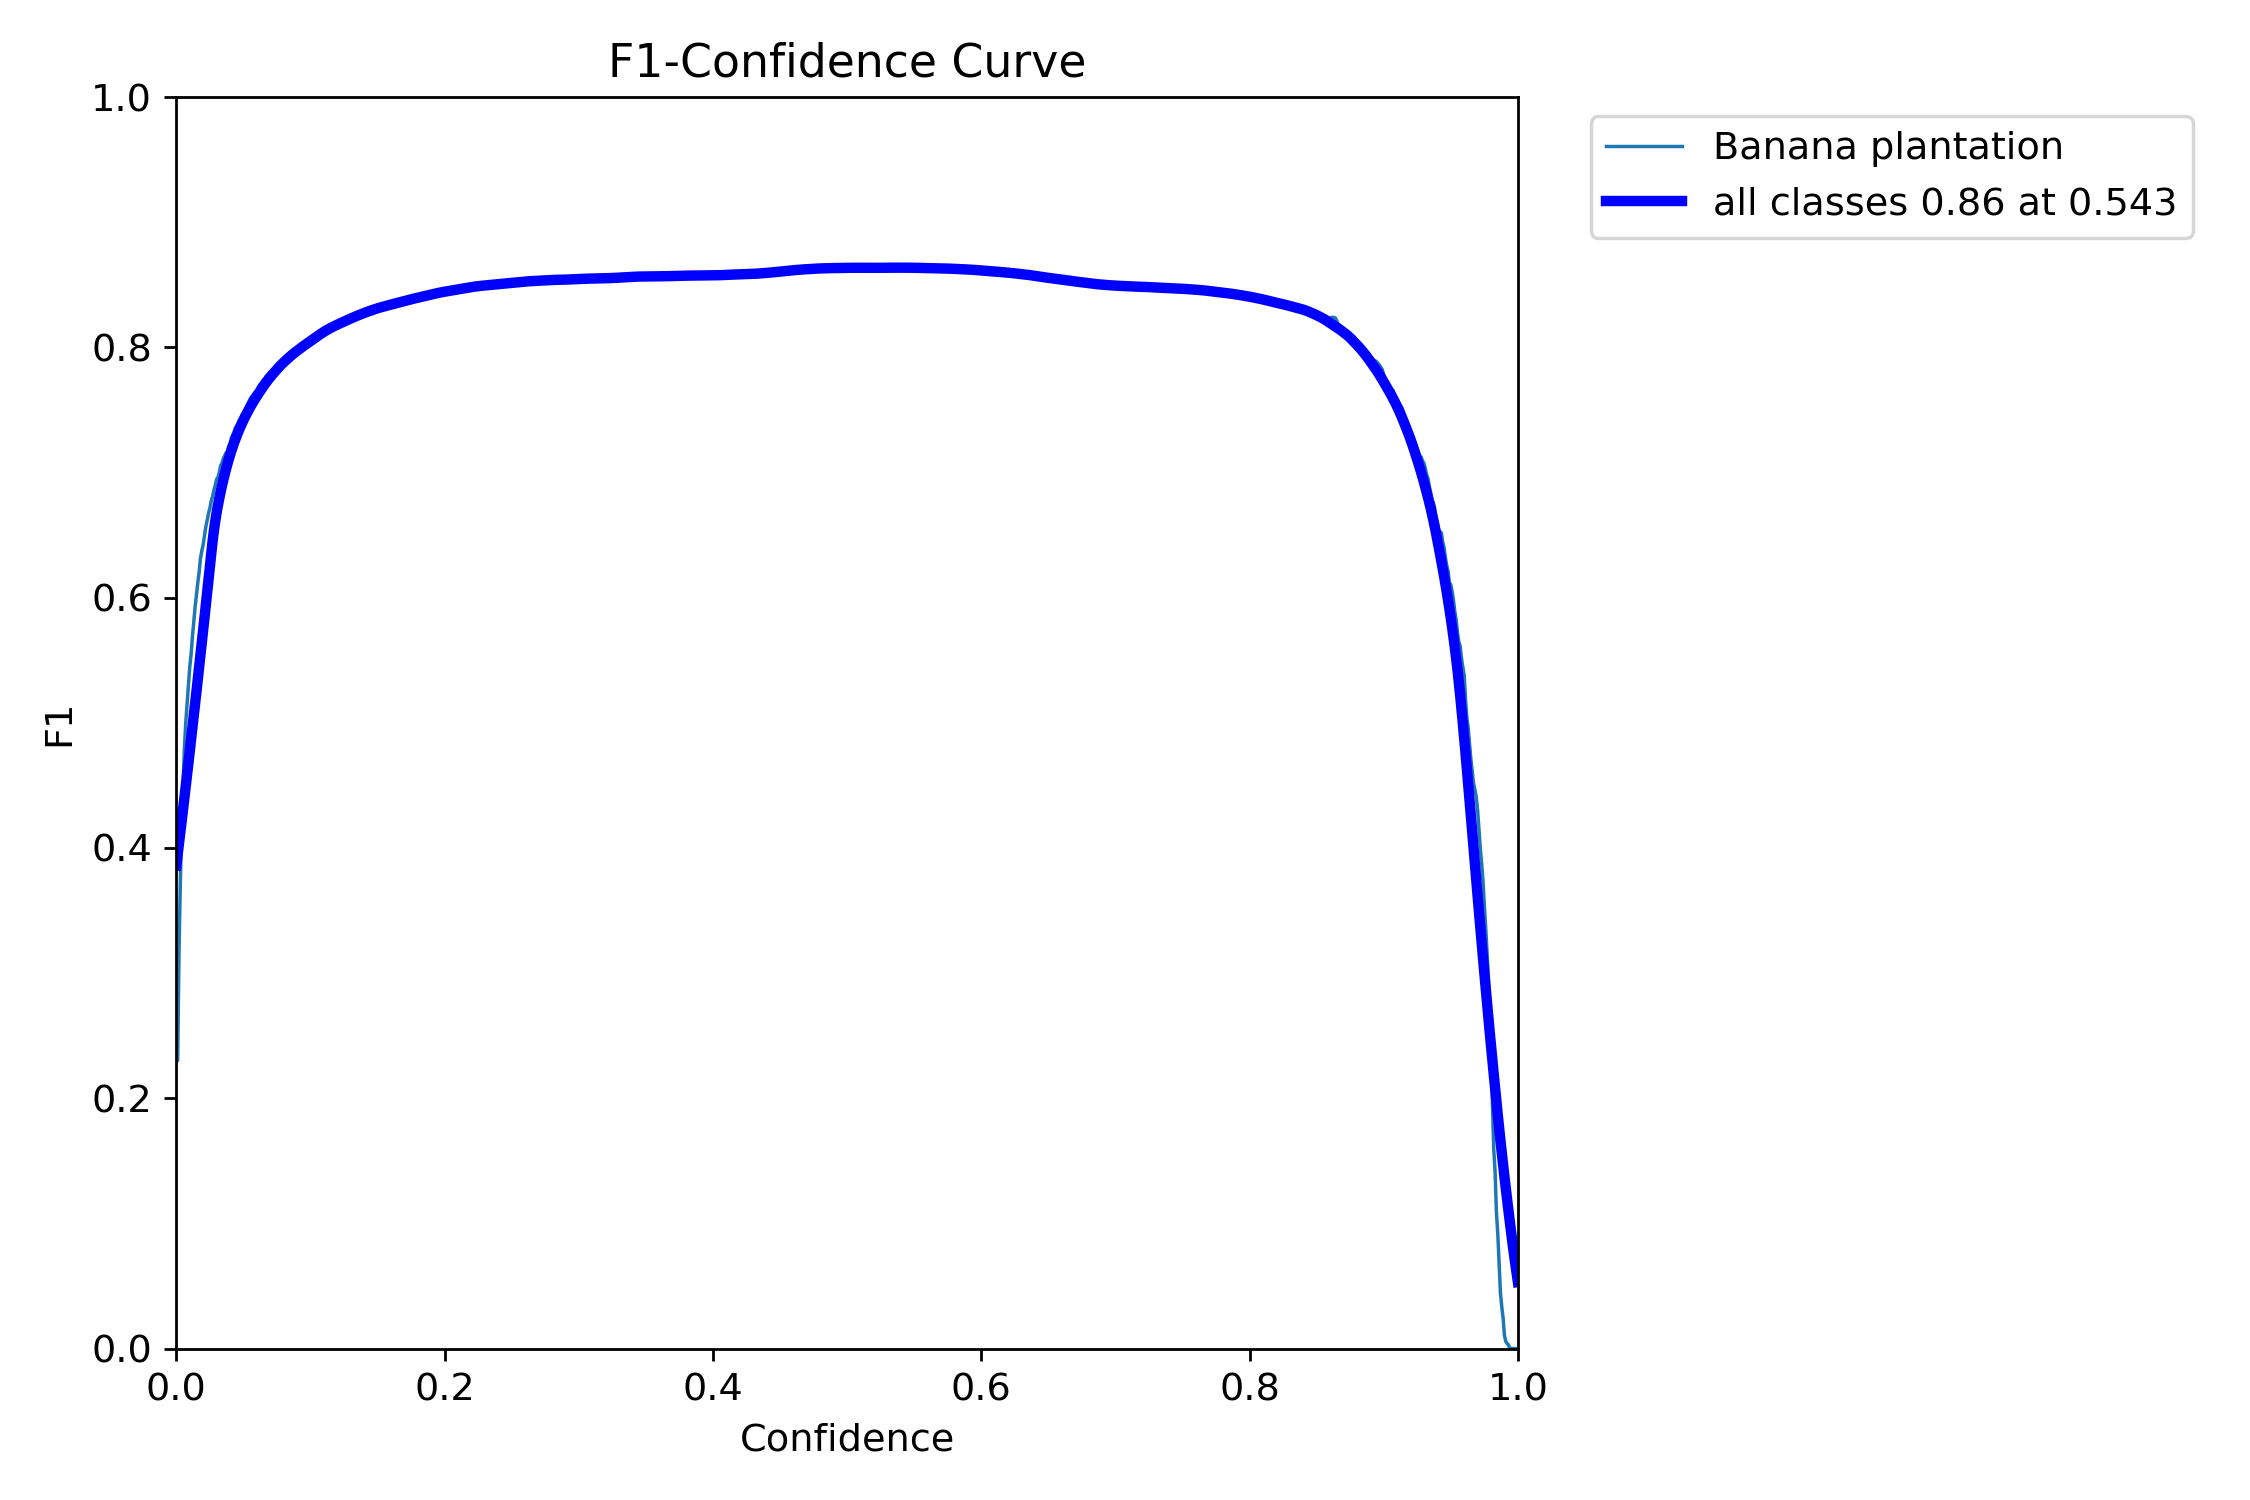 F1-Confidence Curve
Banana plantation
all classes 0.86 at 0.543
1.0
0.8
0.6
0.4
0.2
0.0
F1
0.0 0.2 0.4 0.6 0.8 1.0
Confidence